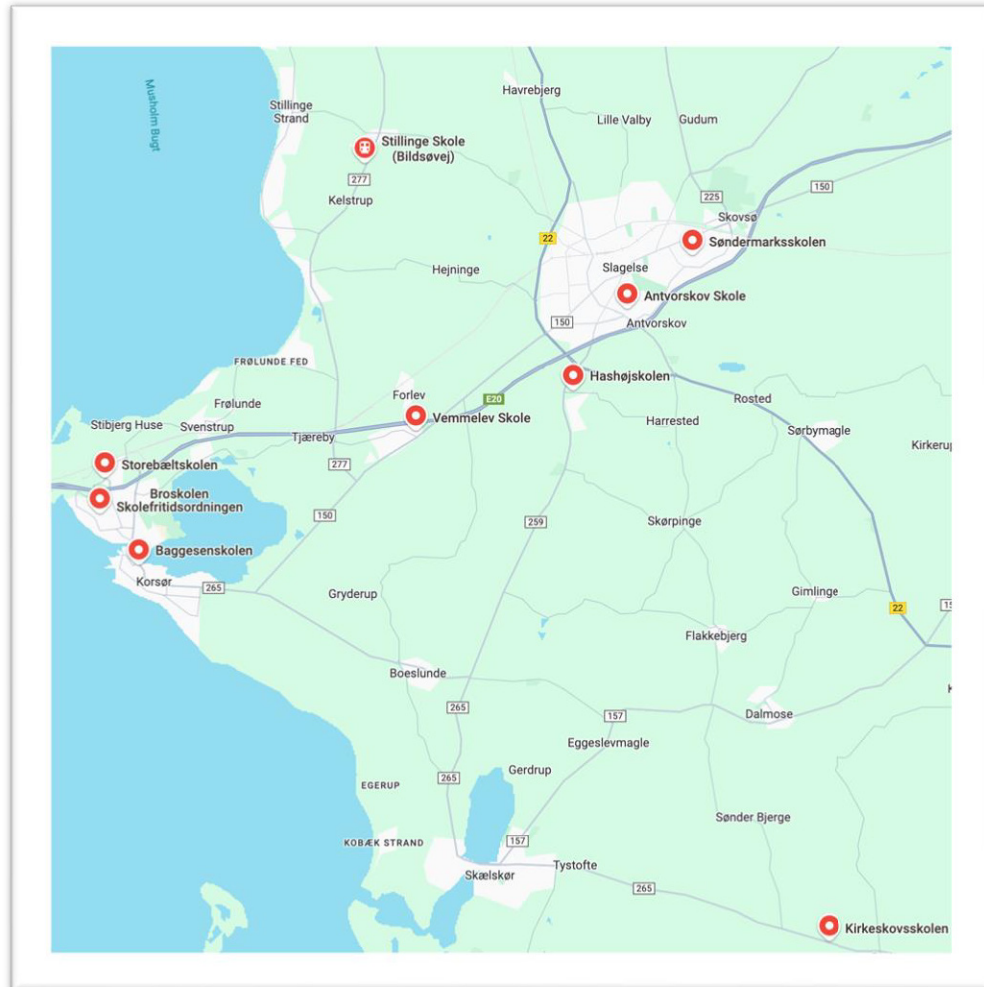 Musholm Bugt
Stillinge
Strand
Havrebjerg
Lille Valby
Gudum
Stillinge Skole
(Bildsøvej)
277
Kelstrup
225
150
Skovsø
22
Søndermarksskolen
Hejninge
Slagelse
Antvorskov Skole
150
Antvorskov
FRØLUNDE FED
Hashøjskolen
Forlev
E20
Rosted
Frølunde
Vemmelev Skole
Harrested
Stibjerg Huse
Svenstrup
Tjæreby
Sørbymagle
Kirkerup
Storebæltskolen
277
Broskolen
Skolefritidsordningen
150
259
Skørpinge
Baggesenskolen
Korsør
265
Gryderup
Gimlinge
22
Flakkebjerg
Boeslunde
265
157
Dalmose
Eggeslevmagle
Gerdrup
265
EGERUP
Sønder Bjerge
KOBÆK STRAND
157
Skælskør
Tystofte
265
Kirkeskovsskolen